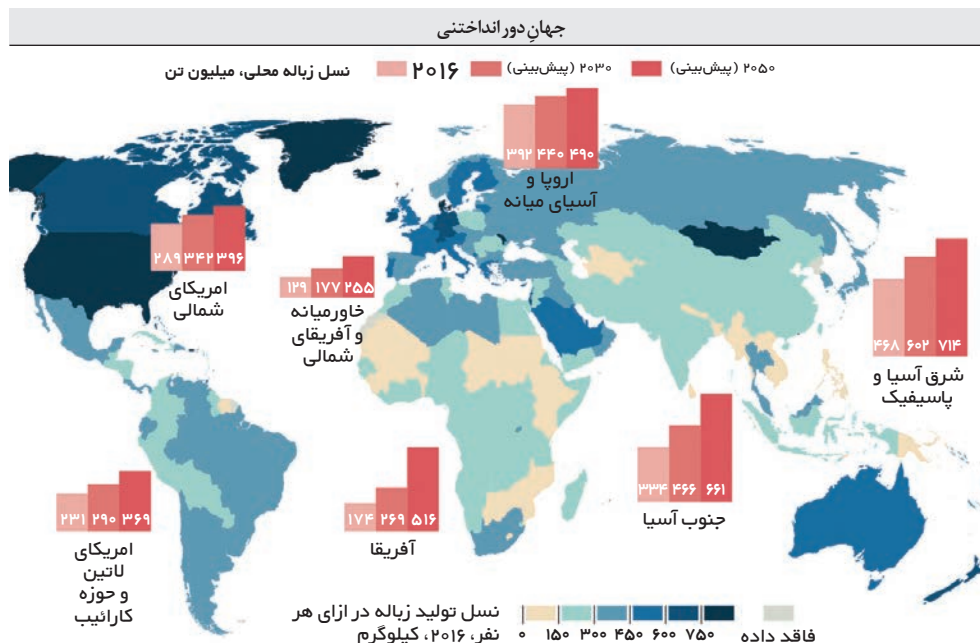 جهانِ دور انداختنی
نسل زباله محلی، میلیون تن ۲۰۱۶ ۲۰۳۰ (پیش‌بینی) ۲۰۵۰ (پیش‌بینی)
۳۹۲ ۴۴۰ ۴۹۰
اروپا و
آسیای میانه
۲۸۹ ۳۴۲ ۳۹۶
امریکای
شمالی
۱۲۹ ۱۷۷ ۲۵۵
خاورمیانه
و آفریقای
شمالی
۴۶۸ ۶۰۲ ۷۱۴
شرق آسیا و
پاسیفیک
۳۳۴ ۴۶۶ ۶۶۱
جنوب آسیا
۱۷۴ ۲۶۹ ۵۱۶
آفریقا
۲۳۱ ۲۹۰ ۳۶۹
امریکای
لاتین
و حوزه
کارائیب
نسل تولید زباله در ازای هر
نفر، ۲۰۱۶، کیلوگرم
۰ ۱۵۰ ۳۰۰ ۴۵۰ ۶۰۰ ۷۵۰
فاقد داده